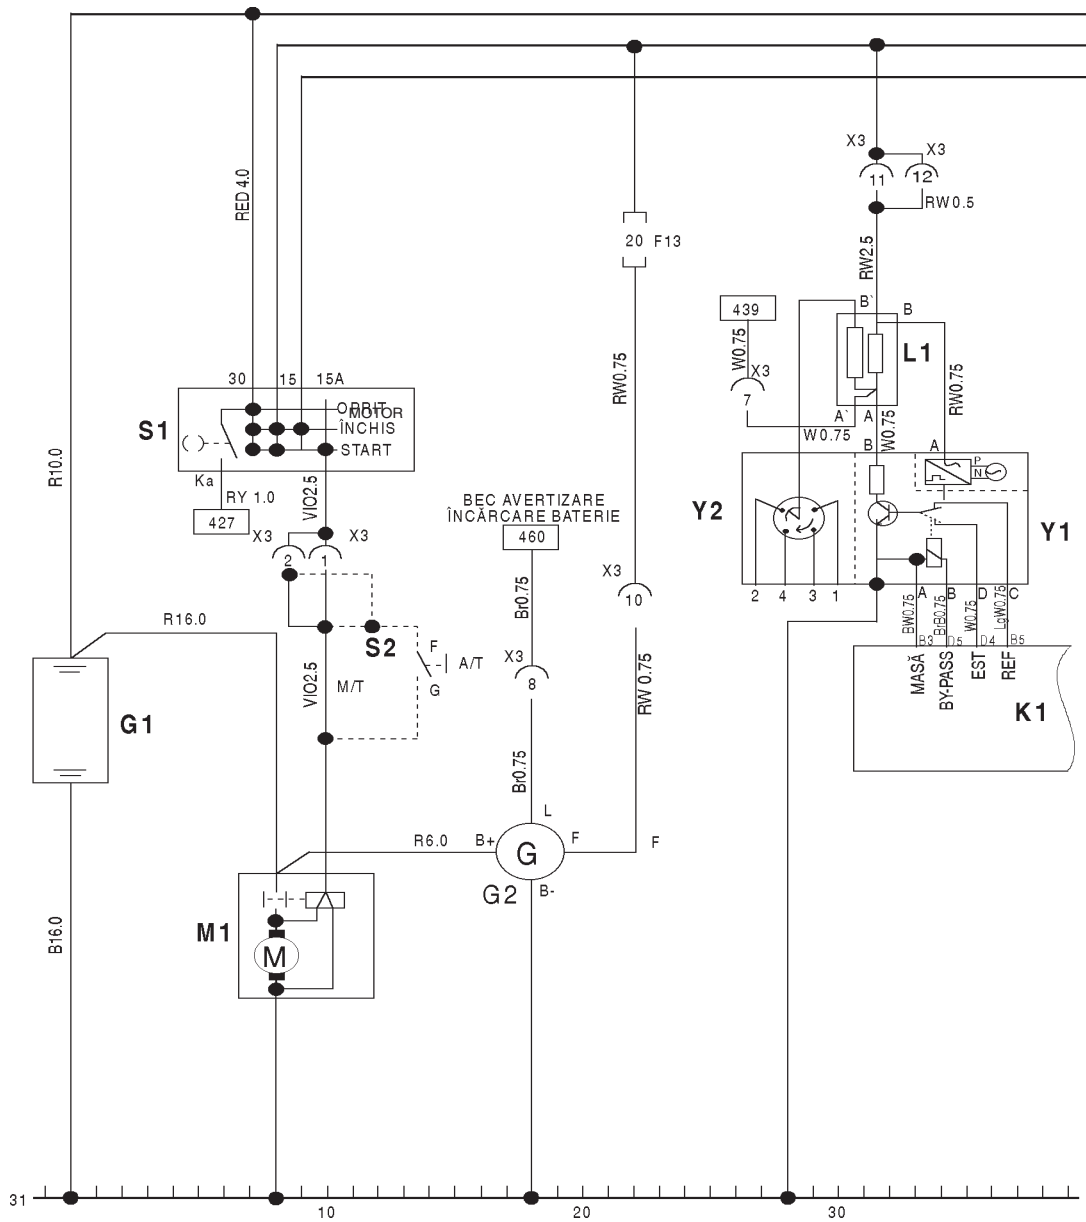 X3
X3
11
12
RW0.5
RED 4.0
20 F13
RW2.5
439
B`
B
L1
W0.75
X3
7
A`
A
W0.75
W0.75
RW0.75
RW0.75
30
15
15A
OPRIT
MOTOR
ÎNCHIS
START
S1
Ka
RY 1.0
427
VIO2.5
R10.0
X3
X3
2
1
BEC AVERTIZARE
ÎNCĂRCARE BATERIE
460
B
A
P
N
Y2
Y1
2
4
3
1
A
B
D
C
BW0.75
BrB0.75
W0.75
LgW0.75
B3
D5
D4
B5
MASĂ
BY-PASS
EST
REF
K1
X3
10
Br0.75
X3
8
R16.0
S2
F
A/T
G
M/T
VIO2.5
RW 0.75
G1
Br0.75
L
R6.0
B+
G
F
F
G2
B-
M1
M
B16.0
31
10
20
30